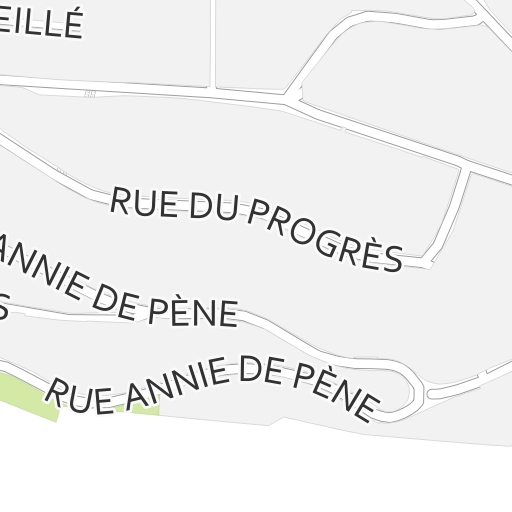 EILLÉ
RUE DU PROGRÈS
ANNIE DE PÈNE
S
RUE ANNIE DE PÈNE